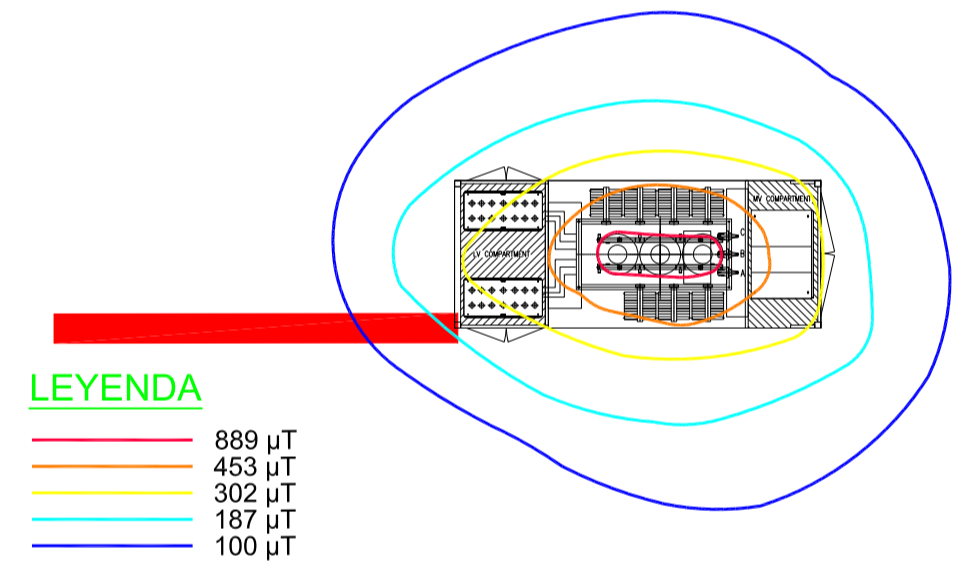 MV COMPARTMENT
C
LV COMPARTMENT
B
A
LEYENDA
889 µT
453 µT
302 µT
187 µT
100 µT